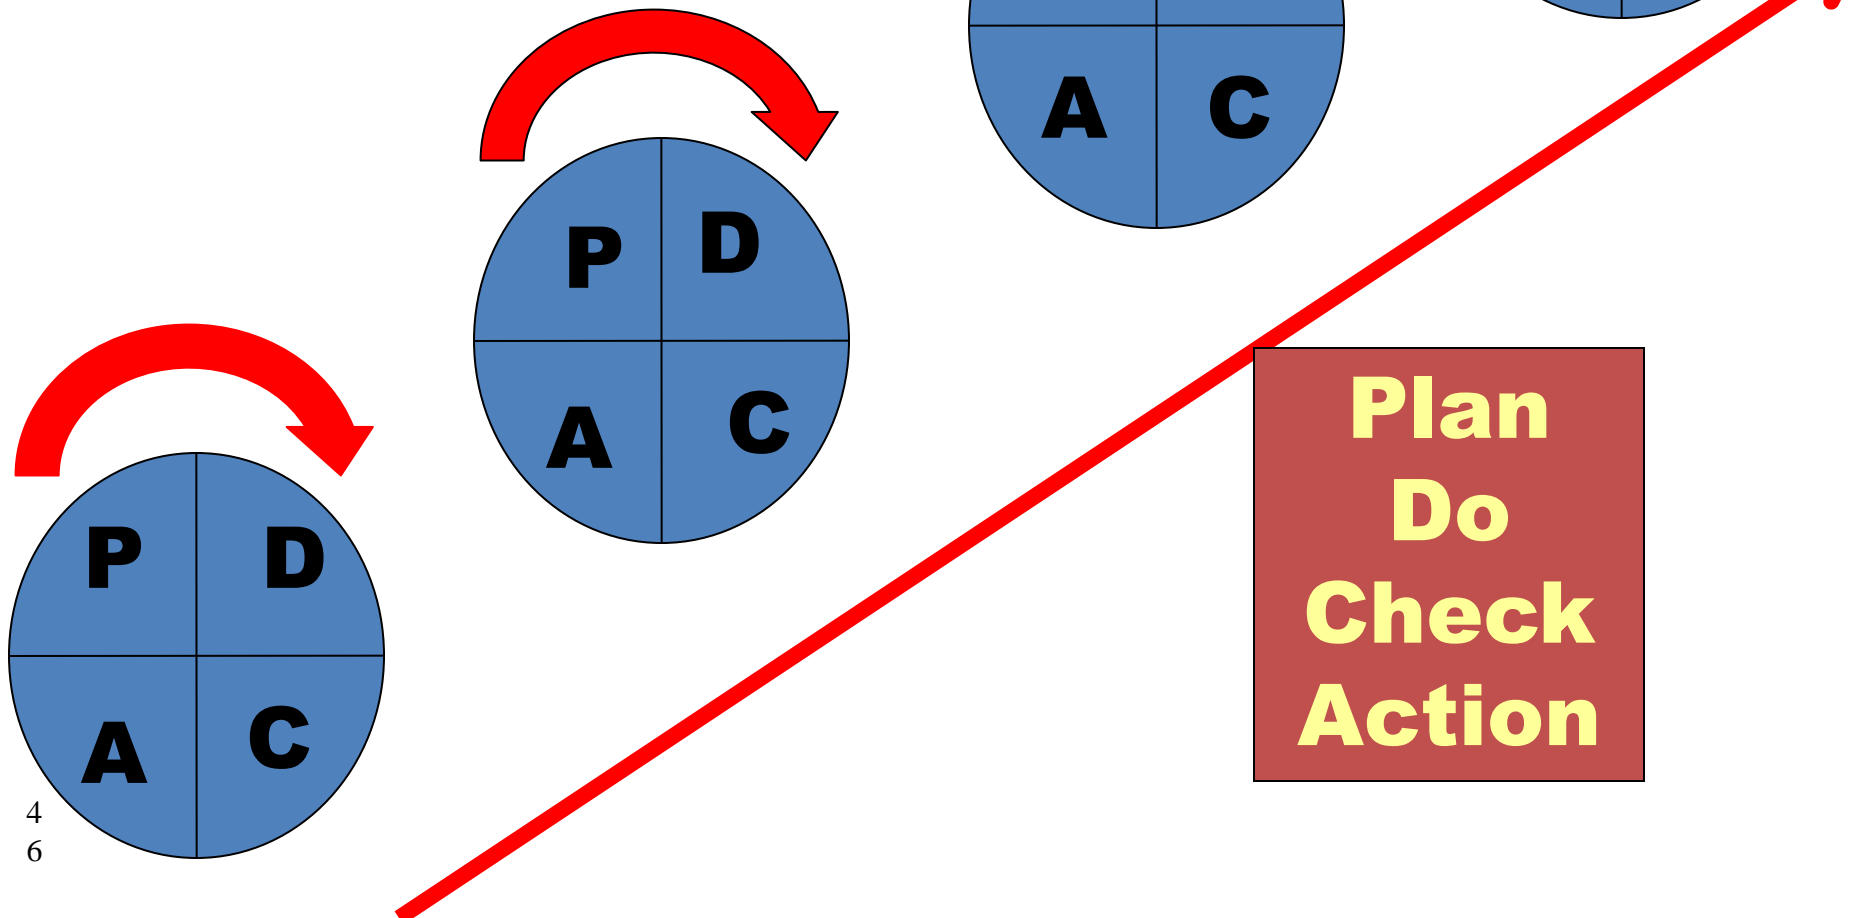 A C
P D
A C
P D
A C
Plan
Do
Check
Action
4
6